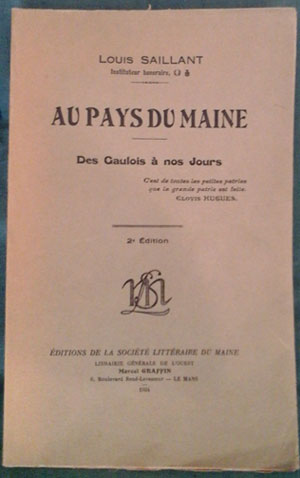 Louis SAILLANT
Instituteur honoraire,
AU PAYS DU MAINE
Des Gaulois à nos Jours
C'est de toutes les petites patries
que la grande patrie est faite.
CLOVIS HUGUES.
2e Édition
ÉDITIONS DE LA SOCIÉTÉ LITTÉRAIRE DU MAINE
LIBRAIRIE GÉNÉRALE DE L'OUEST
Marcel GRAFFIN
Boulevard René-Levasseur — LE MANS